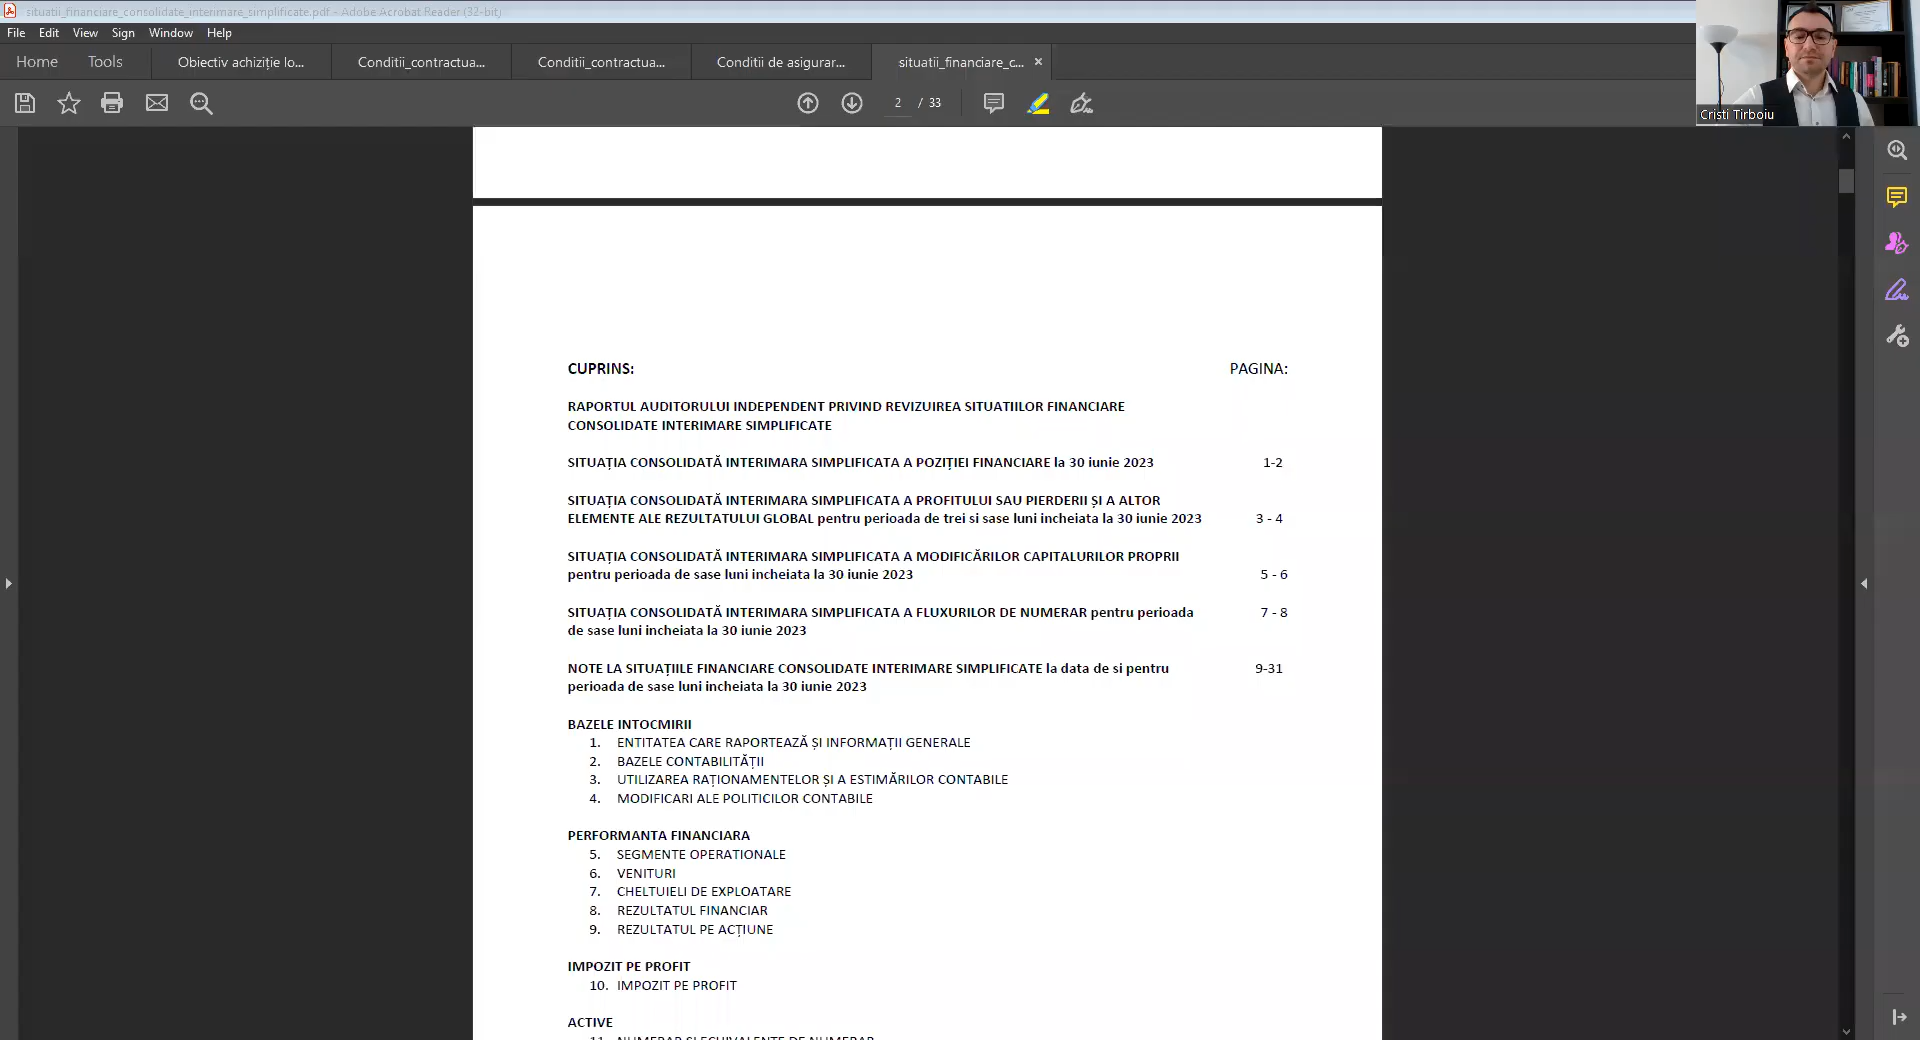 situatii_financiare_consolidate_interimare_simplificate.pdf - Adobe Acrobat Reader (32-bit)
File Edit View Sign Window Help
Home Tools Obiectiv achiziție lo... Conditii_contractua... Conditii_contractua... Conditii de asigurar... situatii_financiare_c... ×
2 / 33
Cristi Tirboiu
CUPRINS: PAGINA:
RAPORTUL AUDITORULUI INDEPENDENT PRIVIND REVIZUIREA SITUATIILOR FINANCIARE
CONSOLIDATE INTERIMARE SIMPLIFICATE
SITUAȚIA CONSOLIDATĂ INTERIMARA SIMPLIFICATA A POZIȚIEI FINANCIARE la 30 iunie 2023 1-2
SITUAȚIA CONSOLIDATĂ INTERIMARA SIMPLIFICATA A PROFITULUI SAU PIERDERII ȘI A ALTOR
ELEMENTE ALE REZULTATULUI GLOBAL pentru perioada de trei si sase luni incheiata la 30 iunie 2023 3 - 4
SITUAȚIA CONSOLIDATĂ INTERIMARA SIMPLIFICATA A MODIFICĂRILOR CAPITALURILOR PROPRII
pentru perioada de sase luni incheiata la 30 iunie 2023 5 - 6
SITUAȚIA CONSOLIDATĂ INTERIMARA SIMPLIFICATA A FLUXURILOR DE NUMERAR pentru perioada 7 - 8
de sase luni incheiata la 30 iunie 2023
NOTE LA SITUAȚIILE FINANCIARE CONSOLIDATE INTERIMARE SIMPLIFICATE la data de si pentru 9-31
perioada de sase luni incheiata la 30 iunie 2023
BAZELE INTOCMIRII
1. ENTITATEA CARE RAPORTEAZĂ ȘI INFORMAȚII GENERALE
2. BAZELE CONTABILITĂȚII
3. UTILIZAREA RAȚIONAMENTELOR ȘI A ESTIMĂRILOR CONTABILE
4. MODIFICARI ALE POLITICILOR CONTABILE
PERFORMANTA FINANCIARA
5. SEGMENTE OPERATIONALE
6. VENITURI
7. CHELTUIELI DE EXPLOATARE
8. REZULTATUL FINANCIAR
9. REZULTATUL PE ACȚIUNE
IMPOZIT PE PROFIT
10. IMPOZIT PE PROFIT
ACTIVE
11. NUMERAR SI ECHIVALENTE DE NUMERAR